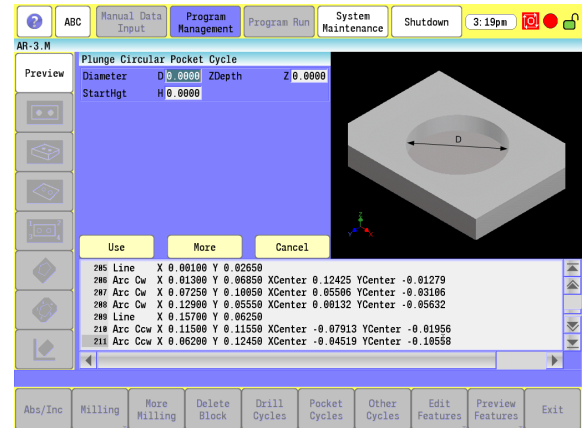 ? ABC Manual Data Input Program Management Program Run System Maintenance Shutdown 3:19pm
AR-3.M
Preview
Plunge Circular Pocket Cycle
Diameter D 0.0000 ZDepth Z 0.0000
StartHgt H 0.0000
D
Z
Y X
Use More Cancel
205 Line X 0.00100 Y 0.02650
206 Arc Cw X 0.01300 Y 0.06850 XCenter 0.12425 YCenter -0.01279
207 Arc Cw X 0.07250 Y 0.10050 XCenter 0.05506 YCenter -0.03106
208 Arc Cw X 0.12900 Y 0.05550 XCenter 0.00132 YCenter -0.05632
209 Line X 0.15700 Y 0.06250
210 Arc Ccw X 0.11500 Y 0.11550 XCenter -0.07913 YCenter -0.01956
211 Arc Ccw X 0.06200 Y 0.12450 XCenter -0.04519 YCenter -0.10558
Abs/Inc Milling More Milling Delete Block Drill Cycles Pocket Cycles Other Cycles Edit Features Preview Features Exit